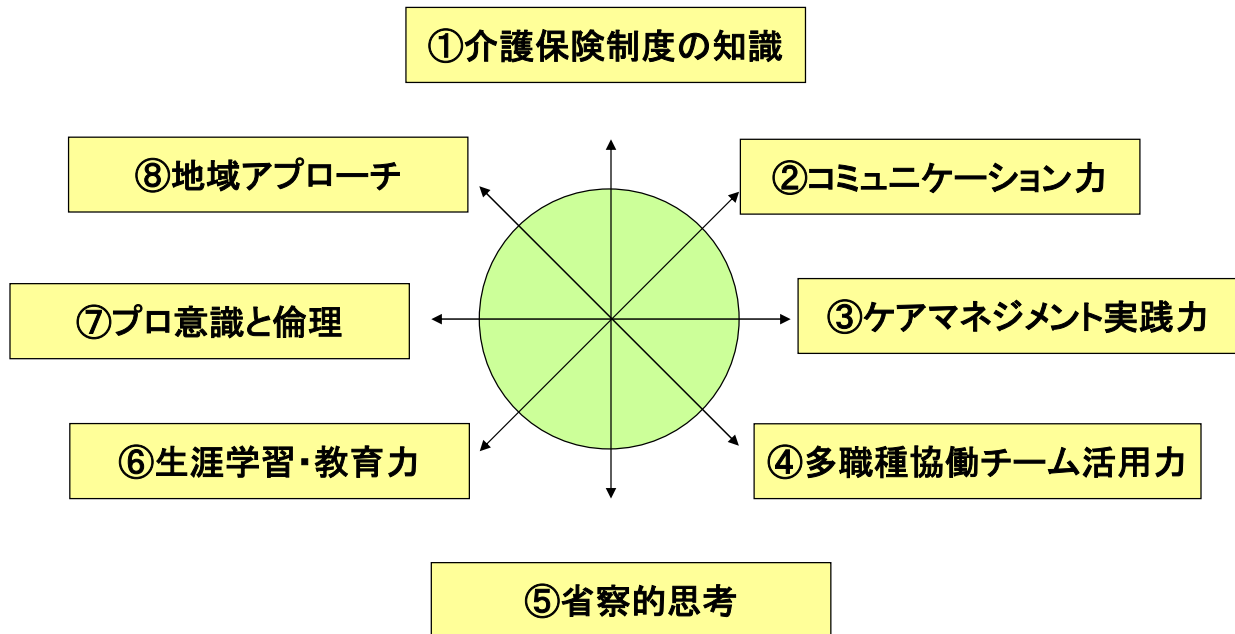 ①介護保険制度の知識
②コミュニケーション力
③ケアマネジメント実践力
④多職種協働チーム活用力
⑤省察的思考
⑥生涯学習・教育力
⑦プロ意識と倫理
⑧地域アプローチ